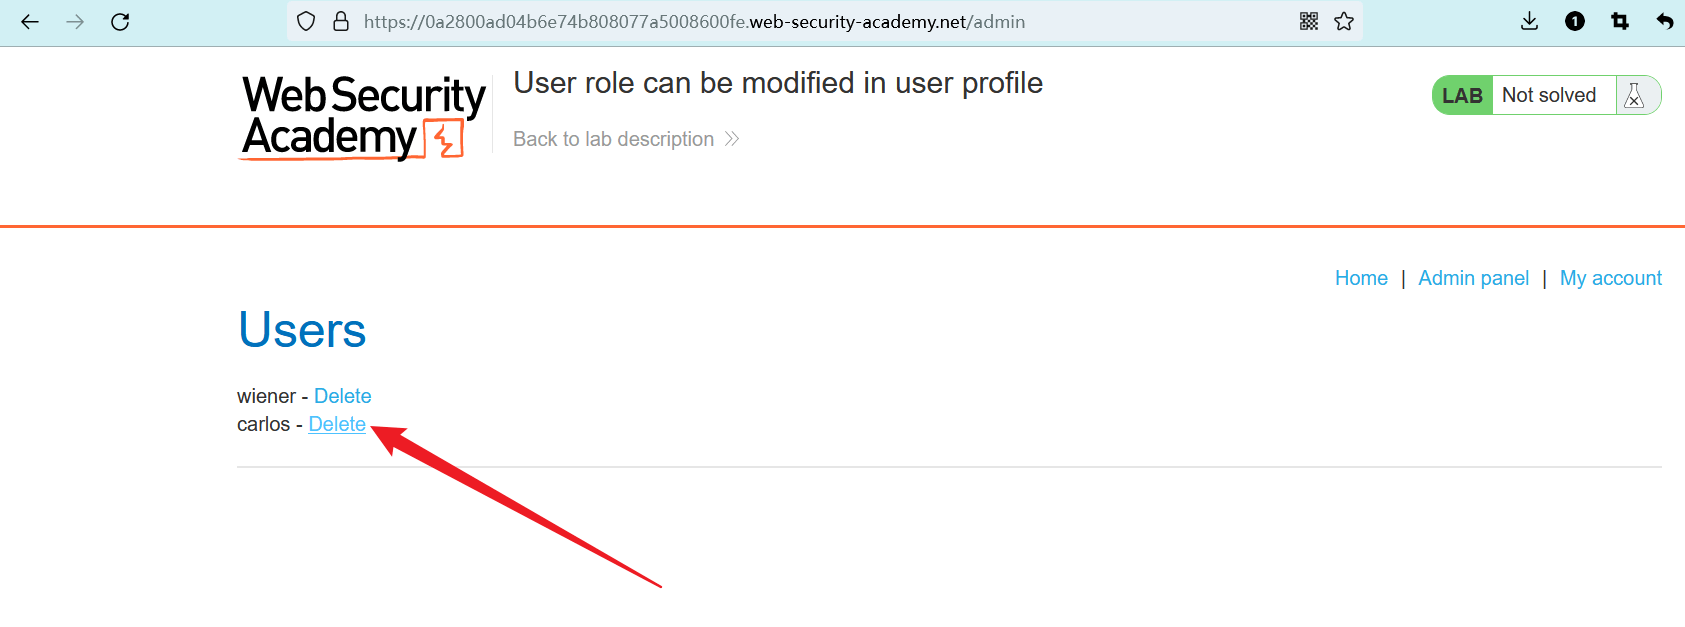 https://0a2800ad04b6e74b808077a5008600fe.web-security-academy.net/admin
1
Web Security
Academy
User role can be modified in user profile
Back to lab description
LAB Not solved
Home | Admin panel | My account
Users
wiener - Delete
carlos - Delete